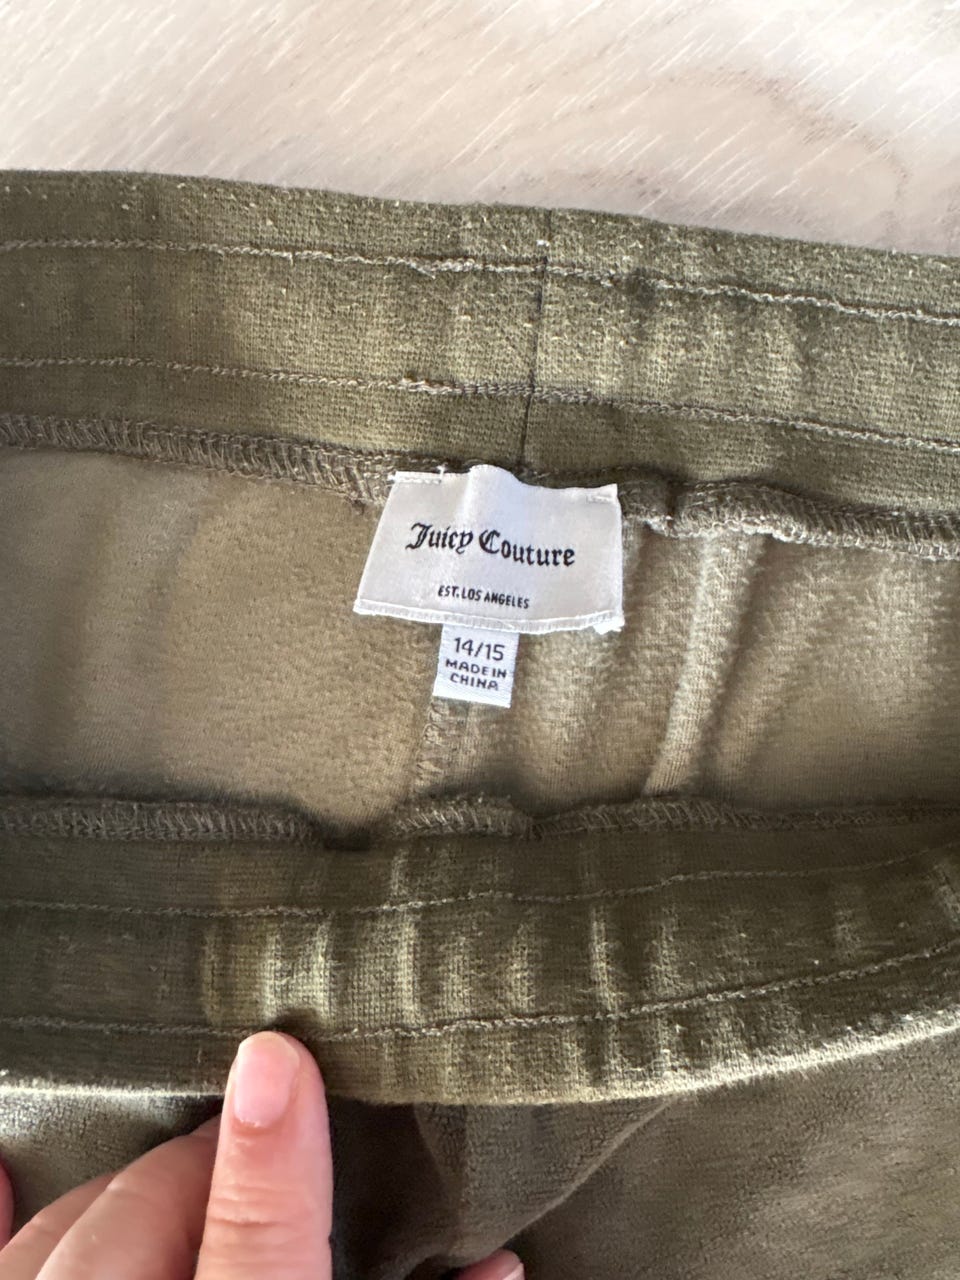 Juicy Couture
EST. LOS ANGELES
14/15
MADE IN
CHINA